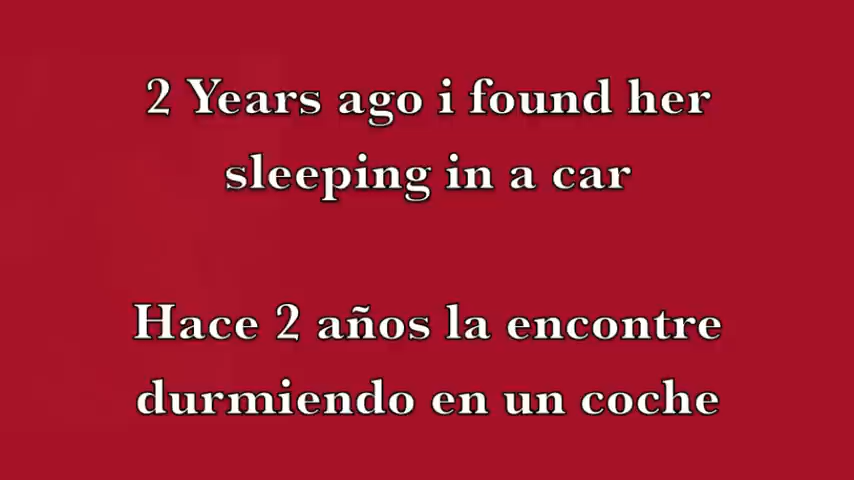 2 Years ago i found her
sleeping in a car
Hace 2 años la encontre
durmiendo en un coche